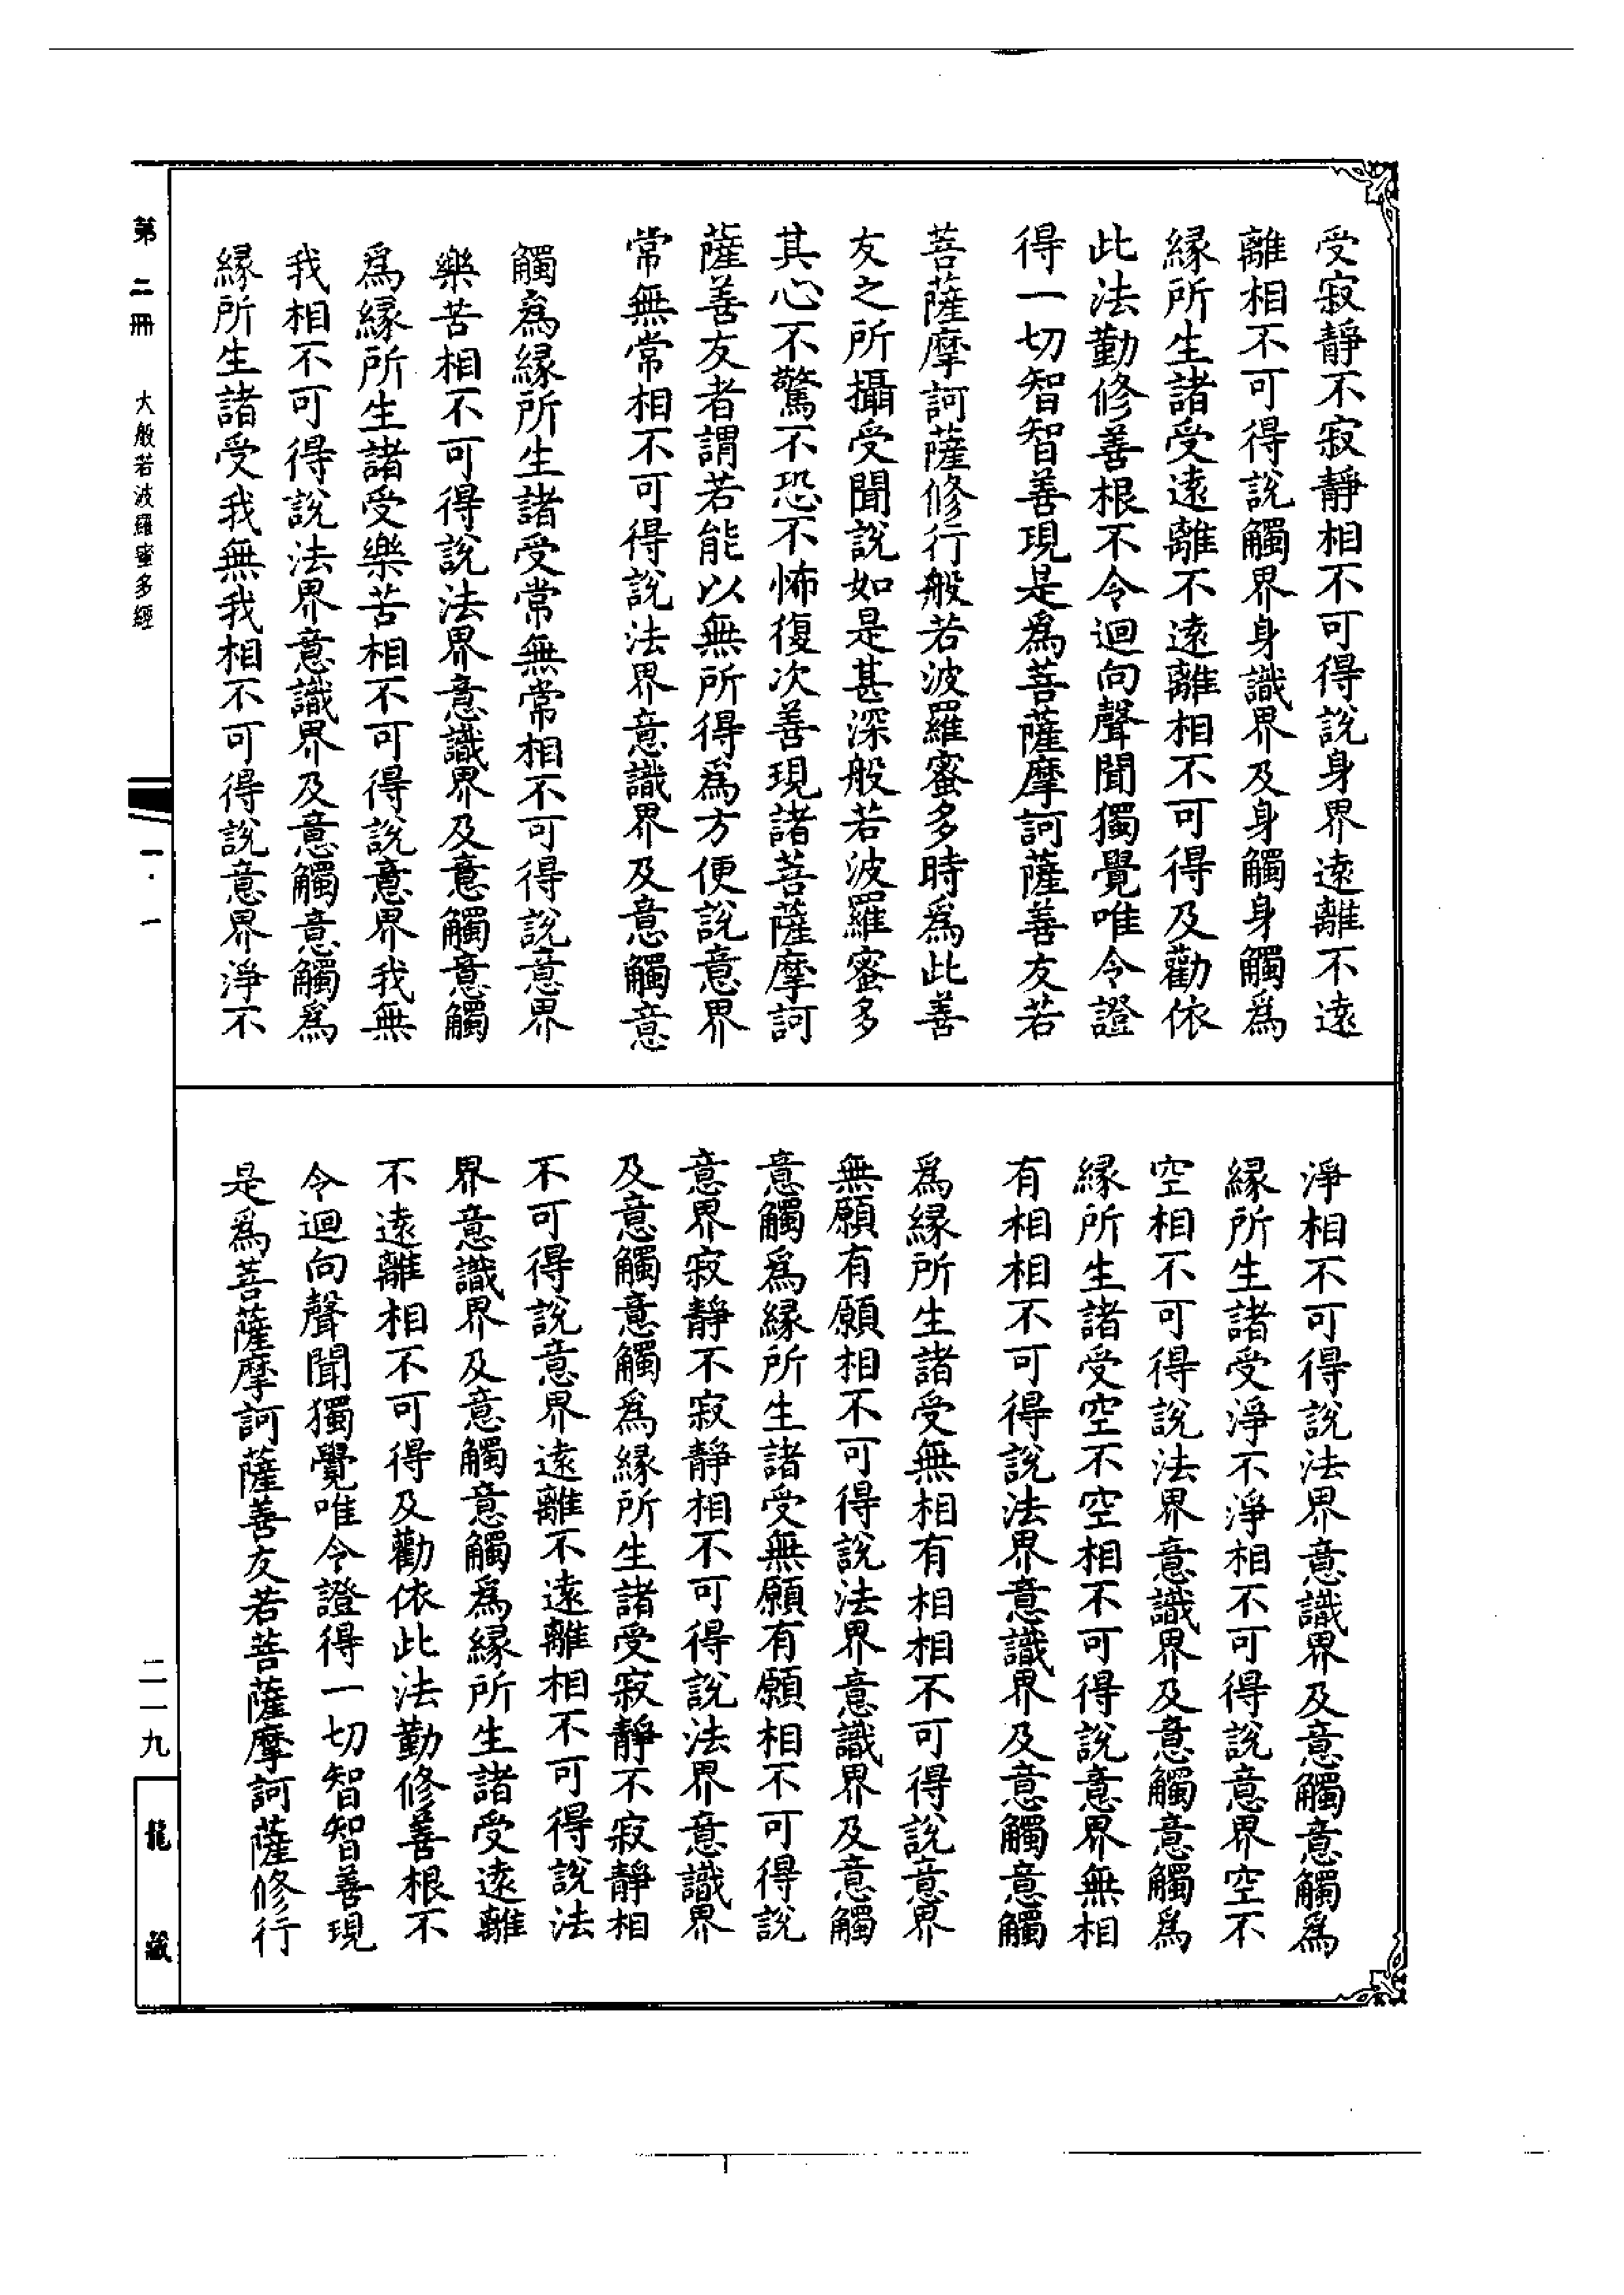 受寂靜不寂靜相不可得說身界遠離不遠
離相不可得說觸界身識界及身觸身觸爲
緣所生諸受遠離不遠離相不可得及勸依
此法勤修善根不令迴向聲聞獨覺唯令證
得一切智智善現是爲菩薩摩訶薩善友若
菩薩摩訶薩修行般若波羅蜜多時爲此善
友之所攝受聞說如是甚深般若波羅蜜多
其心不驚不恐不怖復次善現諸菩薩摩訶
薩善友者謂若能以無所得爲方便說意界
常無常相不可得說法界意識界及意觸意
觸爲緣所生諸受常無常相不可得說意界
樂苦相不可得說法界意識界及意觸意觸
爲緣所生諸受樂苦相不可得說意界我無
我相不可得說法界意識界及意觸意觸爲
緣所生諸受我無我相不可得說意界淨不
淨相不可得說法界意識界及意觸意觸爲
緣所生諸受淨不淨相不可得說意界空不
空相不可得說法界意識界及意觸意觸爲
緣所生諸受空不空相不可得說意界無相
有相相不可得說法界意識界及意觸意觸
爲緣所生諸受無相有相相不可得說意界
無願有願相不可得說法界意識界及意觸
意觸爲緣所生諸受無願有願相不可得說
意界寂靜不寂靜相不可得說法界意識界
及意觸意觸爲緣所生諸受寂靜不寂靜相
不可得說意界遠離不遠離相不可得說法
界意識界及意觸意觸爲緣所生諸受遠離
不遠離相不可得及勸依此法勤修善根不
令迴向聲聞獨覺唯令證得一切智智善現
是爲菩薩摩訶薩善友若菩薩摩訶薩修行
第二冊 大般若波羅蜜多經 一·一 二一九 龍藏